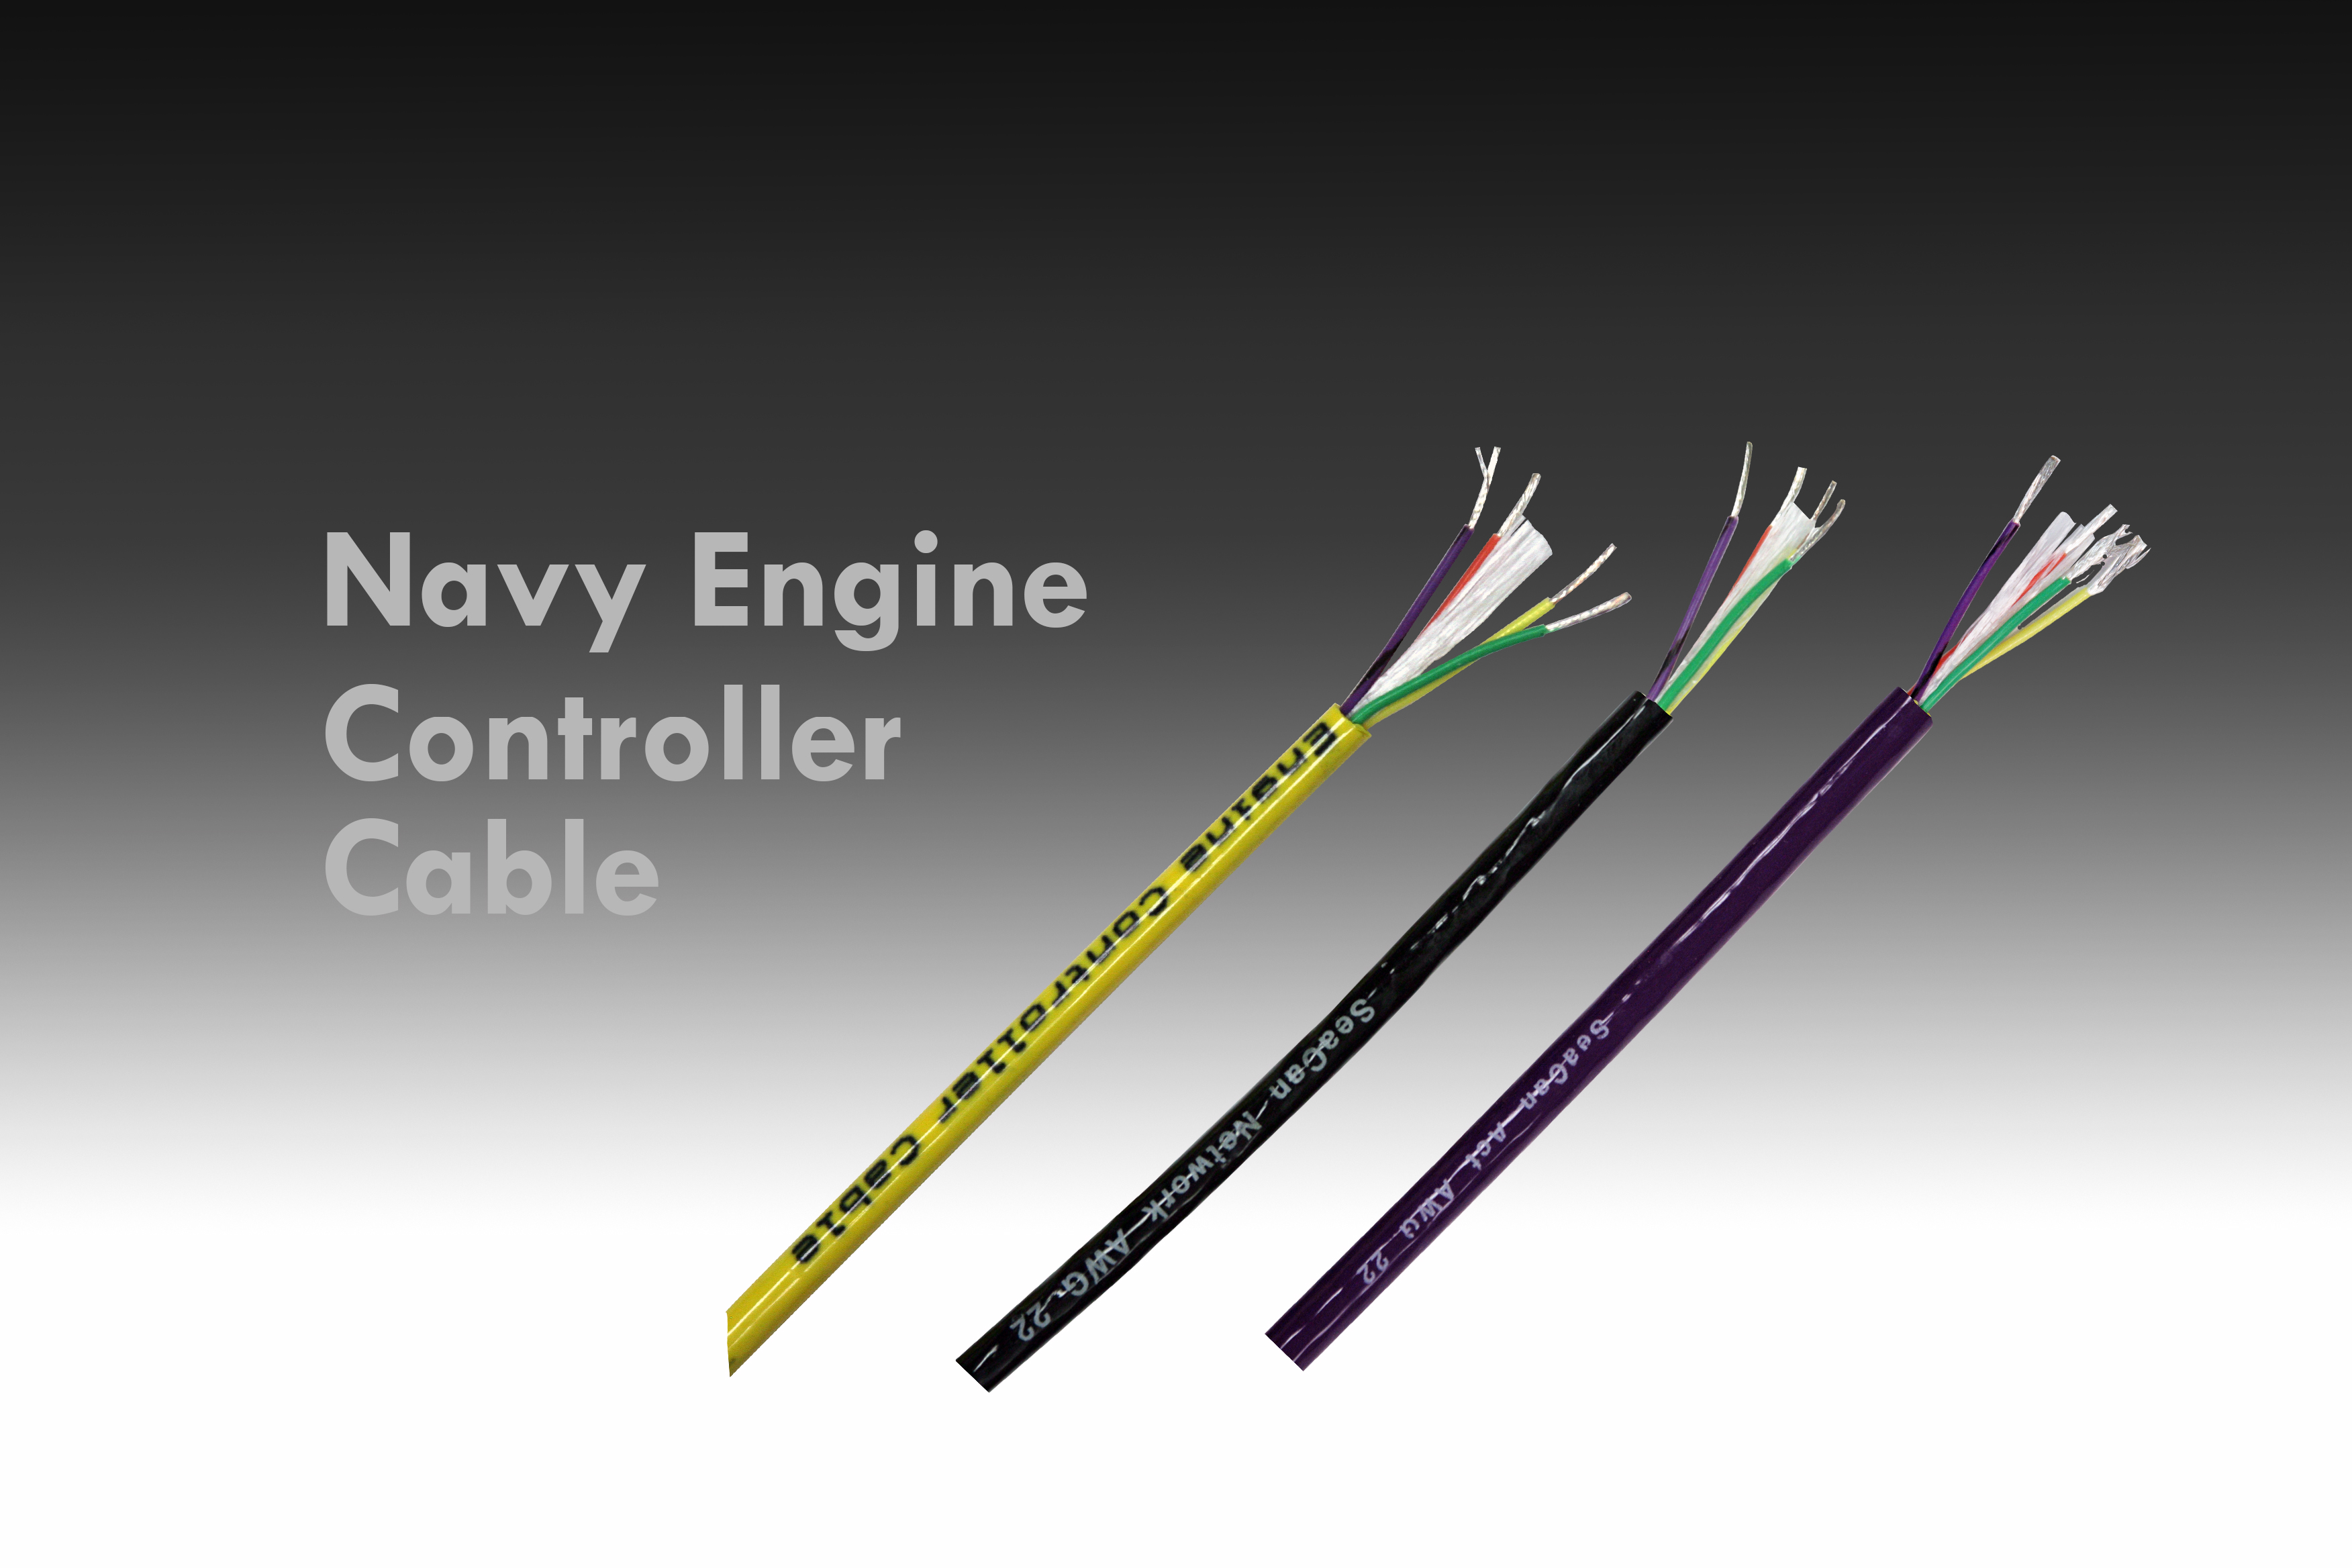 Navy Engine
Controller
Cable
Engine Controller Cable
SeaCan Network AWG 22
SeaCan Act AWG 22